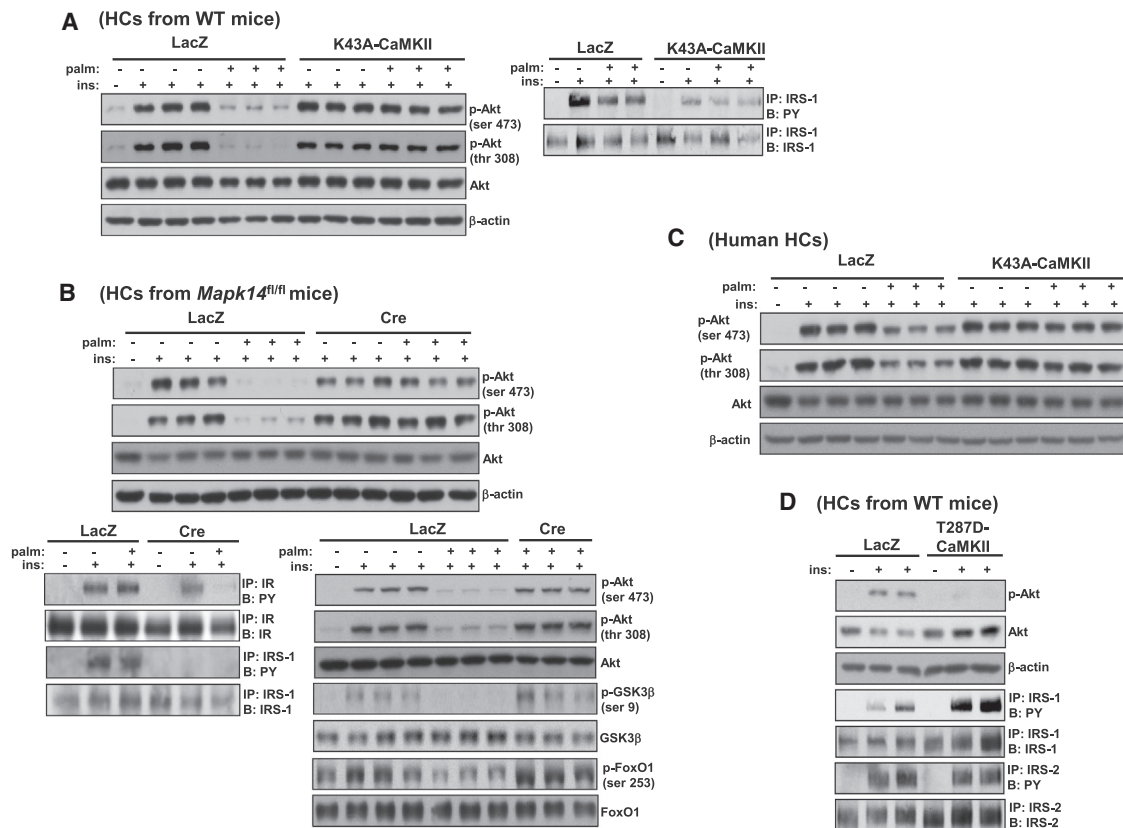 A (HCs from WT mice)
LacZ K43A-CaMKII
palm: - - - - + + + - - - + + +
ins: - + + + + + + + + + + + +
p-Akt
(ser 473)
p-Akt
(thr 308)
Akt
β-actin
LacZ K43A-CaMKII
palm: - - + + - - + +
ins: - + + + - + + +
IP: IRS-1
B: PY
IP: IRS-1
B: IRS-1
B (HCs from Mapk14fl/fl mice)
LacZ Cre
palm: - - - - + + + - - - + + +
ins: - + + + + + + + + + + + +
p-Akt
(ser 473)
p-Akt
(thr 308)
Akt
β-actin
LacZ Cre
palm: - - + - - +
ins: - + + - + +
IP: IR
B: PY
IP: IR
B: IR
IP: IRS-1
B: PY
IP: IRS-1
B: IRS-1
LacZ Cre
palm: - - - - + + + + + +
ins: - + + + + + + + + +
p-Akt
(ser 473)
p-Akt
(thr 308)
Akt
p-GSK3β
(ser 9)
GSK3β
p-FoxO1
(ser 253)
FoxO1
C (Human HCs)
LacZ K43A-CaMKII
palm: - - - - + + + - - - + + +
ins: - + + + + + + + + + + + +
p-Akt
(ser 473)
p-Akt
(thr 308)
Akt
β-actin
D (HCs from WT mice)
LacZ T287D-
CaMKII
ins: - + + - + +
p-Akt
Akt
β-actin
IP: IRS-1
B: PY
IP: IRS-1
B: IRS-1
IP: IRS-2
B: PY
IP: IRS-2
B: IRS-2